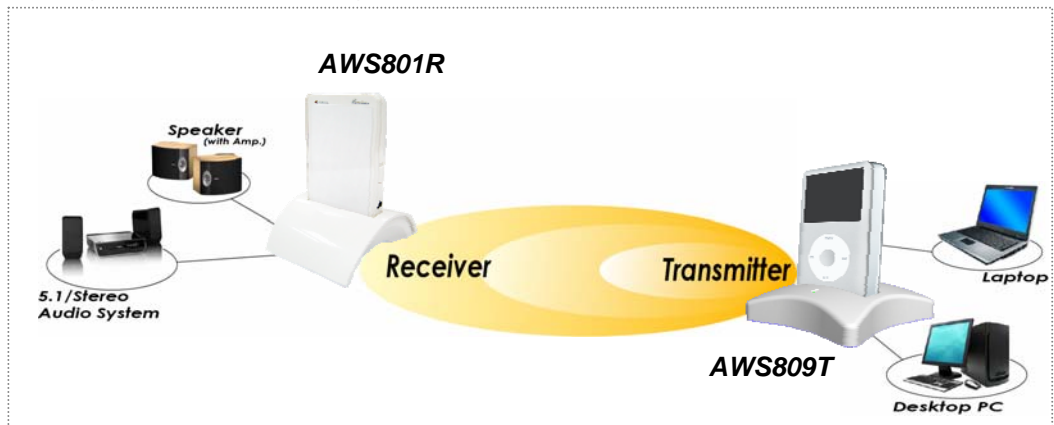 AWS801R
Speaker
(with Amp.)
5.1/Stereo
Audio System
Receiver
Transmitter
Laptop
AWS809T
Desktop PC